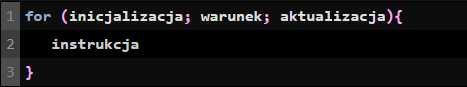 1 for (inicjalizacja; warunek; aktualizacja){
2 instrukcja
3 }